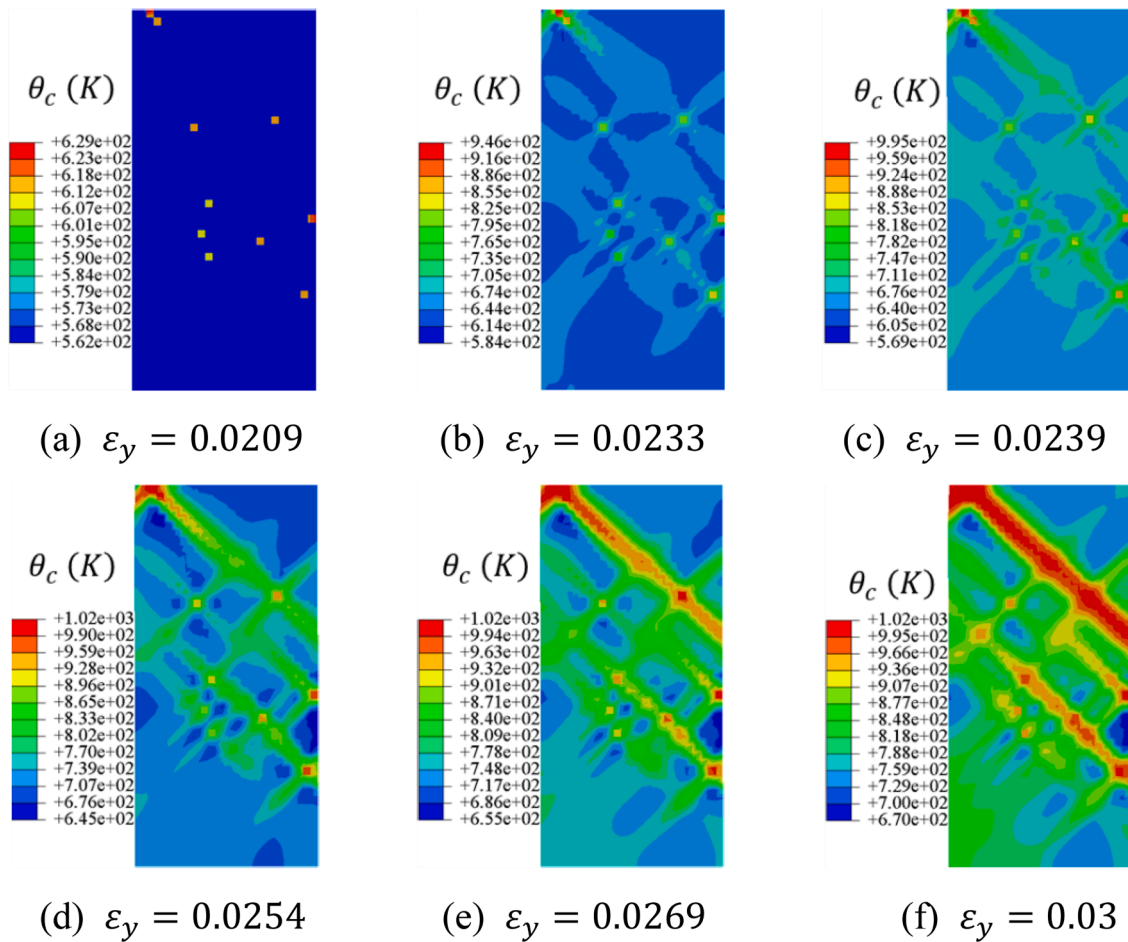 θc (K)
+6.29e+02
+6.23e+02
+6.18e+02
+6.12e+02
+6.07e+02
+6.01e+02
+5.95e+02
+5.90e+02
+5.84e+02
+5.79e+02
+5.73e+02
+5.68e+02
+5.62e+02
(a) εy = 0.0209
θc (K)
+9.46e+02
+9.16e+02
+8.86e+02
+8.55e+02
+8.25e+02
+7.95e+02
+7.65e+02
+7.35e+02
+7.05e+02
+6.74e+02
+6.44e+02
+6.14e+02
+5.84e+02
(b) εy = 0.0233
θc (K)
+9.95e+02
+9.59e+02
+9.24e+02
+8.88e+02
+8.53e+02
+8.18e+02
+7.82e+02
+7.47e+02
+7.11e+02
+6.76e+02
+6.40e+02
+6.05e+02
+5.69e+02
(c) εy = 0.0239
θc (K)
+1.02e+03
+9.90e+02
+9.59e+02
+9.28e+02
+8.96e+02
+8.65e+02
+8.33e+02
+8.02e+02
+7.70e+02
+7.39e+02
+7.07e+02
+6.76e+02
+6.45e+02
(d) εy = 0.0254
θc (K)
+1.02e+03
+9.94e+02
+9.63e+02
+9.32e+02
+9.01e+02
+8.71e+02
+8.40e+02
+8.09e+02
+7.78e+02
+7.48e+02
+7.17e+02
+6.86e+02
+6.55e+02
(e) εy = 0.0269
θc (K)
+1.02e+03
+9.95e+02
+9.66e+02
+9.36e+02
+9.07e+02
+8.77e+02
+8.48e+02
+8.18e+02
+7.88e+02
+7.59e+02
+7.29e+02
+7.00e+02
+6.70e+02
(f) εy = 0.03